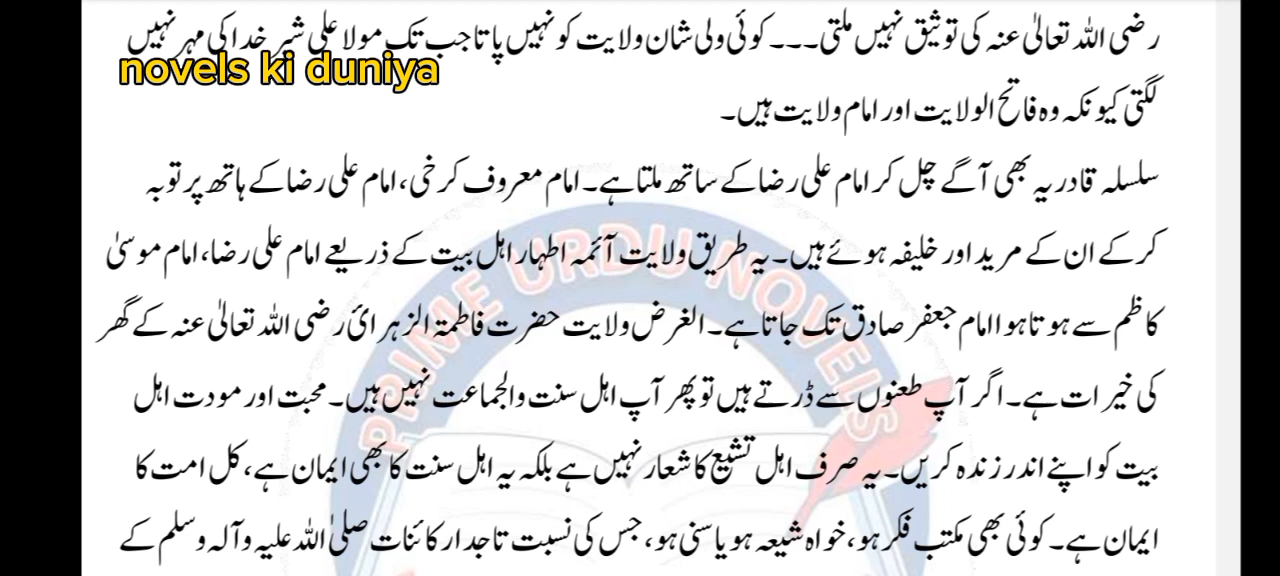 رضی اللہ تعالیٰ عنہ کی توثیق نہیں ملتی۔۔۔ کوئی ولی شان ولایت کو نہیں پاتا جب تک مولا علی شیر خدا کی مہر نہیں
novels ki duniya
لگتی کیونکہ وہ فاتح الولایت اور امام ولایت ہیں۔
سلسلہ قادریہ بھی آگے چل کر امام علی رضا کے ساتھ ملتا ہے۔ امام معروف کرخی، امام علی رضا کے ہاتھ پر توبہ
کرکے ان کے مرید اور خلیفہ ہوئے ہیں۔ یہ طریق ولایت آئمہ اطہار اہل بیت کے ذریعے امام علی رضا، امام موسیٰ
کاظم سے ہوتا ہوا امام جعفر صادق تک جاتا ہے۔ الغرض ولایت حضرت فاطمۃ الزہرائ رضی اللہ تعالیٰ عنہ کے گھر
کی خیرات ہے۔ اگر آپ طعنوں سے ڈرتے ہیں تو پھر آپ اہل سنت والجماعت نہیں ہیں۔ محبت اور مودت اہل
بیت کو اپنے اندر زندہ کریں۔ یہ صرف اہل تشیع کا شعار نہیں ہے بلکہ یہ اہل سنت کا بھی ایمان ہے، کل امت کا
ایمان ہے۔ کوئی بھی مکتب فکر ہو، خواہ شیعہ ہو یا سنی ہو، جس کی نسبت تاجدار کائنات صلیٰ اللہ علیہ وآلہ وسلم کے
PRIME URDU NOVELS